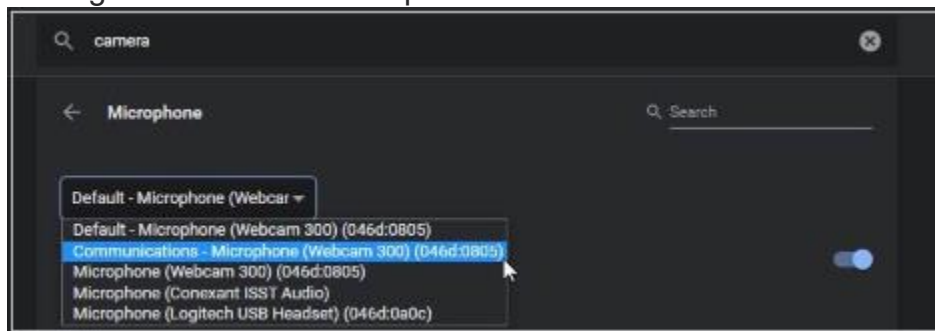 camera
Microphone
Search
Default - Microphone (Webcar
Default - Microphone (Webcam 300) (046d:0805)
Communications - Microphone (Webcam 300) (046d:0805)
Microphone (Webcam 300) (046d:0805)
Microphone (Conexant ISST Audio)
Microphone (Logitech USB Headset) (046d:0a0c)